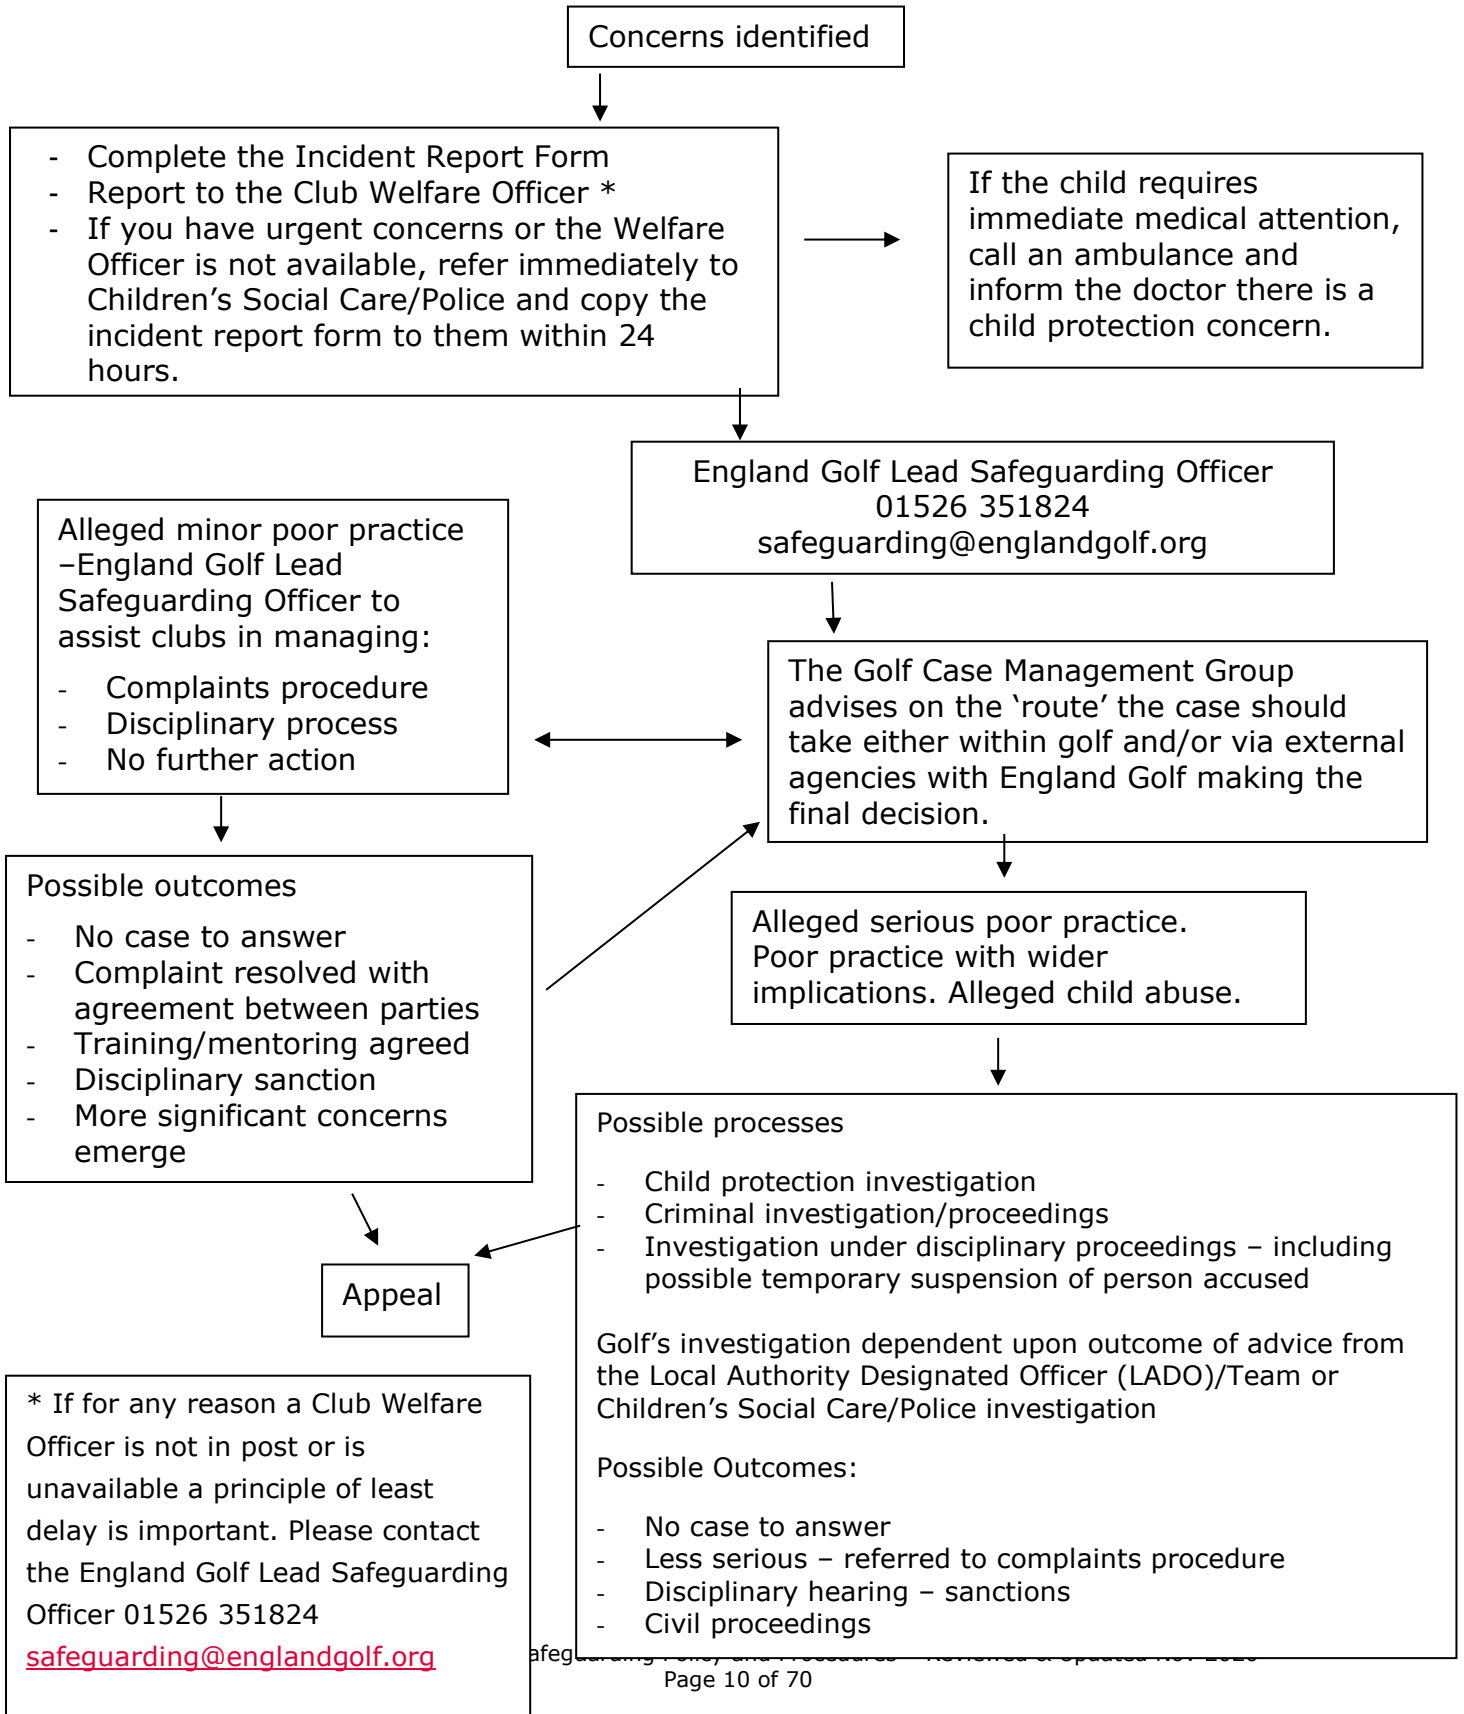 Concerns identified
- Complete the Incident Report Form
- Report to the Club Welfare Officer *
- If you have urgent concerns or the Welfare
Officer is not available, refer immediately to
Children’s Social Care/Police and copy the
incident report form to them within 24
hours.
If the child requires
immediate medical attention,
call an ambulance and
inform the doctor there is a
child protection concern.
England Golf Lead Safeguarding Officer
01526 351824
safeguarding@englandgolf.org
Alleged minor poor practice
–England Golf Lead
Safeguarding Officer to
assist clubs in managing:
- Complaints procedure
- Disciplinary process
- No further action
The Golf Case Management Group
advises on the ‘route’ the case should
take either within golf and/or via external
agencies with England Golf making the
final decision.
Possible outcomes
- No case to answer
- Complaint resolved with
agreement between parties
- Training/mentoring agreed
- Disciplinary sanction
- More significant concerns
emerge
Alleged serious poor practice.
Poor practice with wider
implications. Alleged child abuse.
Possible processes
- Child protection investigation
- Criminal investigation/proceedings
- Investigation under disciplinary proceedings – including
possible temporary suspension of person accused
Golf’s investigation dependent upon outcome of advice from
the Local Authority Designated Officer (LADO)/Team or
Children’s Social Care/Police investigation
Possible Outcomes:
- No case to answer
- Less serious – referred to complaints procedure
- Disciplinary hearing – sanctions
- Civil proceedings
Appeal
* If for any reason a Club Welfare
Officer is not in post or is
unavailable a principle of least
delay is important. Please contact
the England Golf Lead Safeguarding
Officer 01526 351824
safeguarding@englandgolf.org
Page 10 of 70